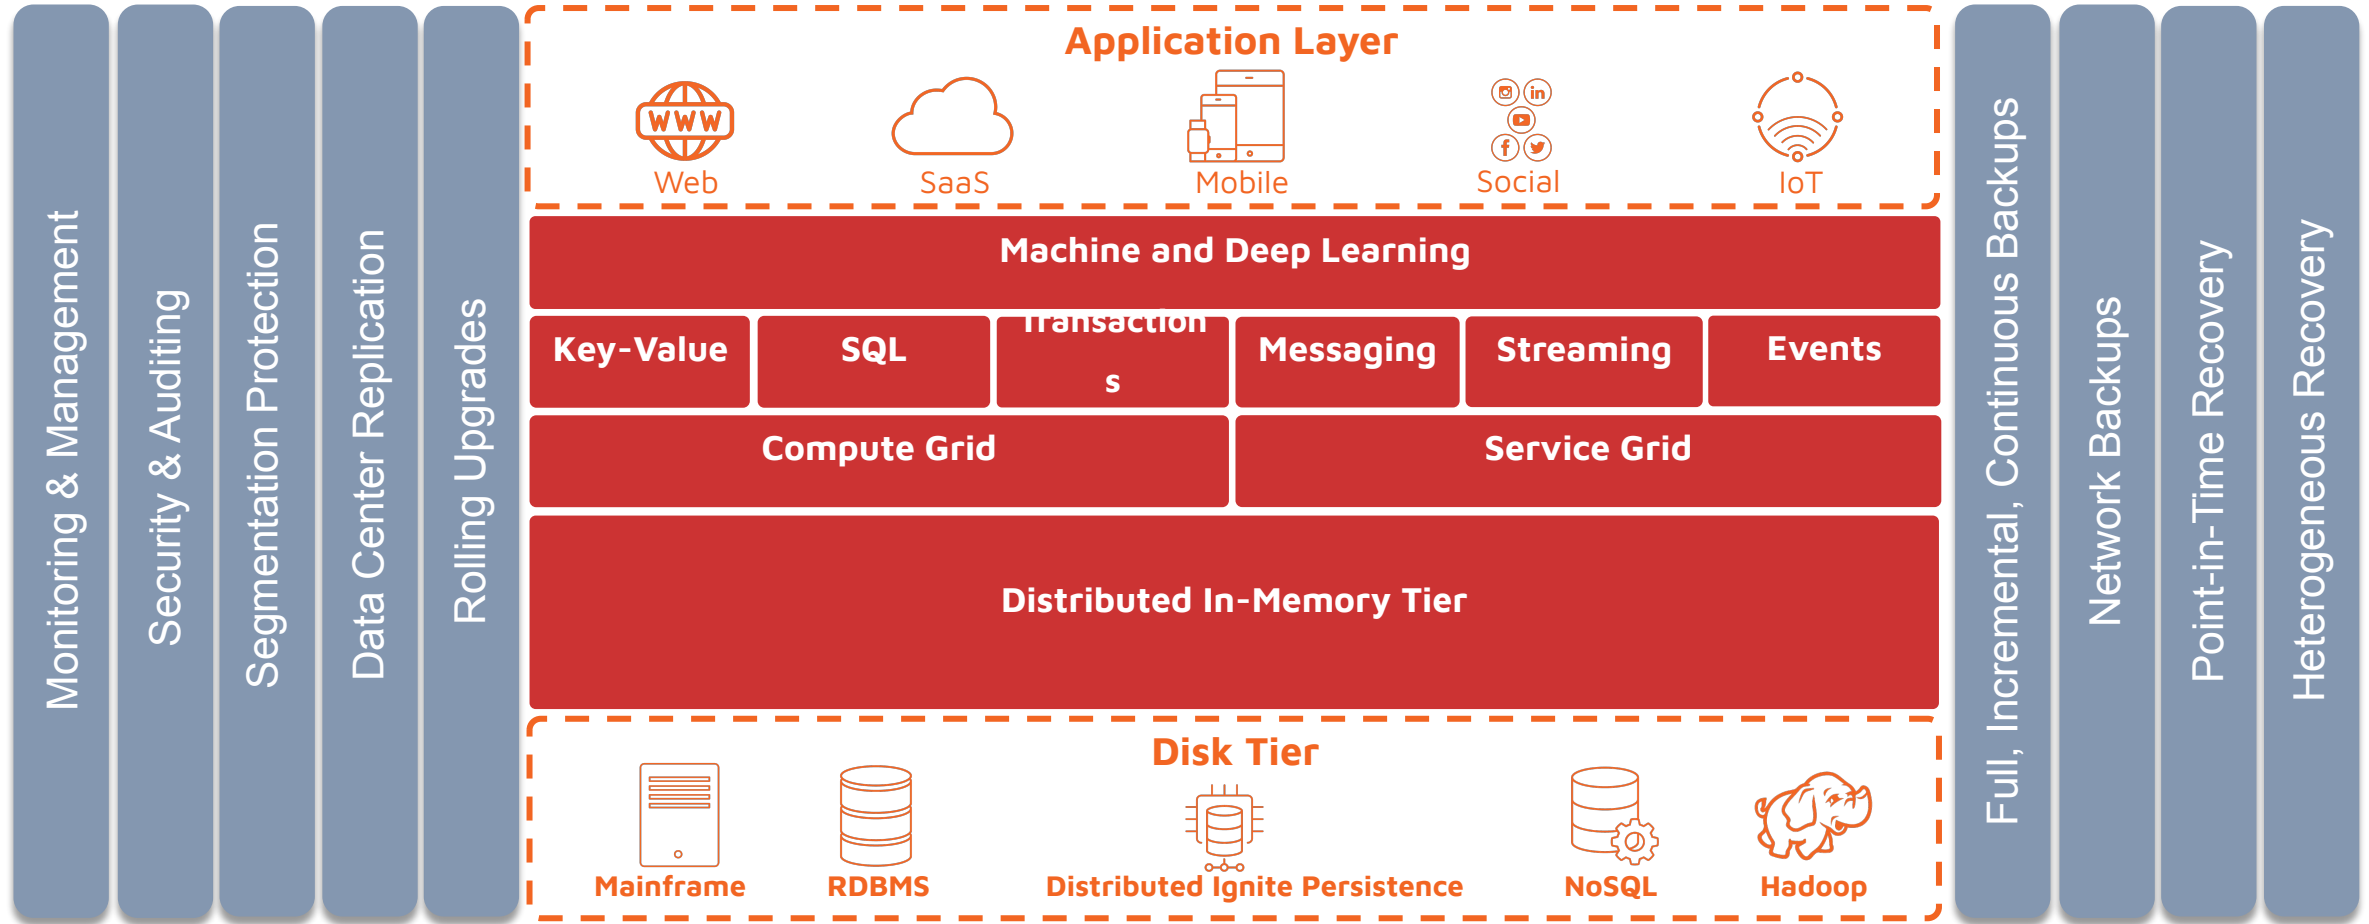 Monitoring & Management
Security & Auditing
Segmentation Protection
Data Center Replication
Rolling Upgrades
Application Layer
WWW
in
f
Web
SaaS
Mobile
Social
IoT
Machine and Deep Learning
Key-Value
SQL
Transaction
s
Messaging
Streaming
Events
Compute Grid
Service Grid
Distributed In-Memory Tier
Disk Tier
Mainframe
RDBMS
Distributed Ignite Persistence
NoSQL
Hadoop
Full, Incremental, Continuous Backups
Network Backups
Point-in-Time Recovery
Heterogeneous Recovery